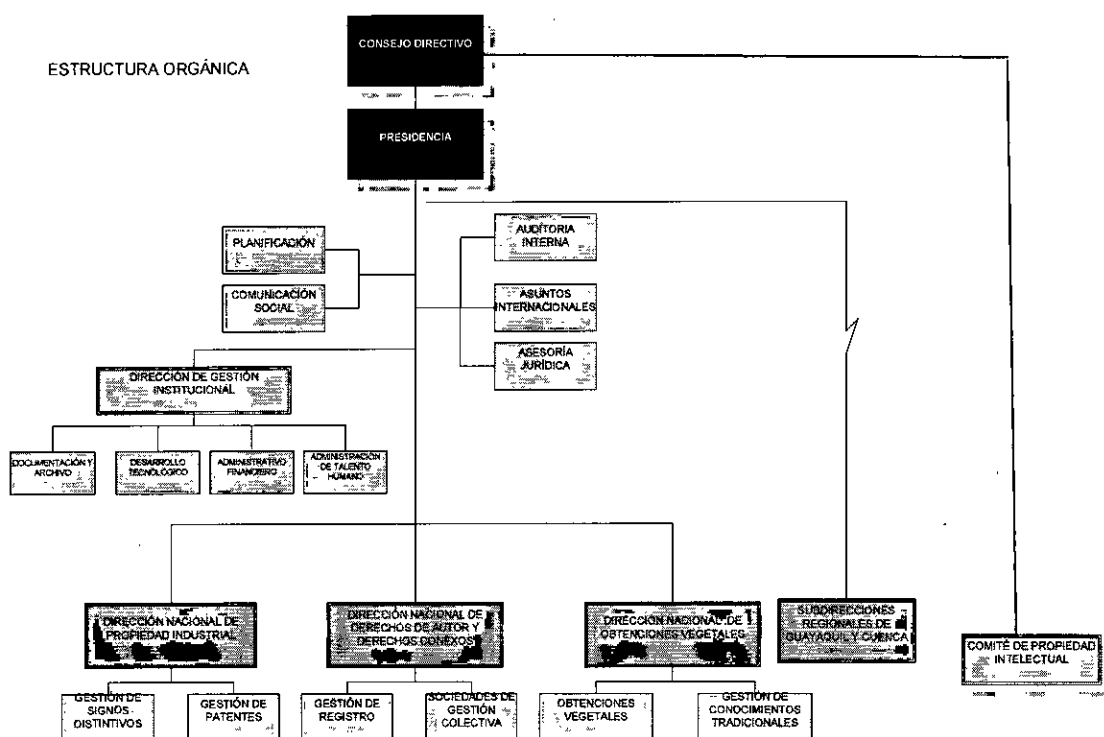 CONSEJO DIRECTIVO
ESTRUCTURA ORGÁNICA
PRESIDENCIA
PLANIFICACIÓN
COMUNICACIÓN
SOCIAL
AUDITORIA
INTERNA
ASUNTOS
INTERNACIONALES
ASESORÍA
JURÍDICA
DIRECCIÓN DE GESTIÓN
INSTITUCIONAL
DOCUMENTACIÓN Y
ARCHIVO
DESARROLLO
TECNOLÓGICO
ADMINISTRATIVO
FINANCIERO
ADMINISTRACIÓN
DE TALENTO
HUMANO
DIRECCIÓN NACIONAL DE
PROPIEDAD INDUSTRIAL
DIRECCIÓN NACIONAL DE
DERECHOS DE AUTOR Y
DERECHOS CONEXOS
DIRECCIÓN NACIONAL DE
OBTENCIONES VEGETALES
SUBDIRECCIONES
REGIONALES DE
GUAYAQUIL Y CUENCA
COMITÉ DE PROPIEDAD
INTELECTUAL
GESTIÓN DE
SIGNOS
DISTINTIVOS
GESTIÓN DE
PATENTES
GESTIÓN DE
REGISTRO
SOCIEDADES DE
GESTIÓN
COLECTIVA
OBTENCIONES
VEGETALES
GESTIÓN DE
CONOCIMIENTOS
TRADICIONALES